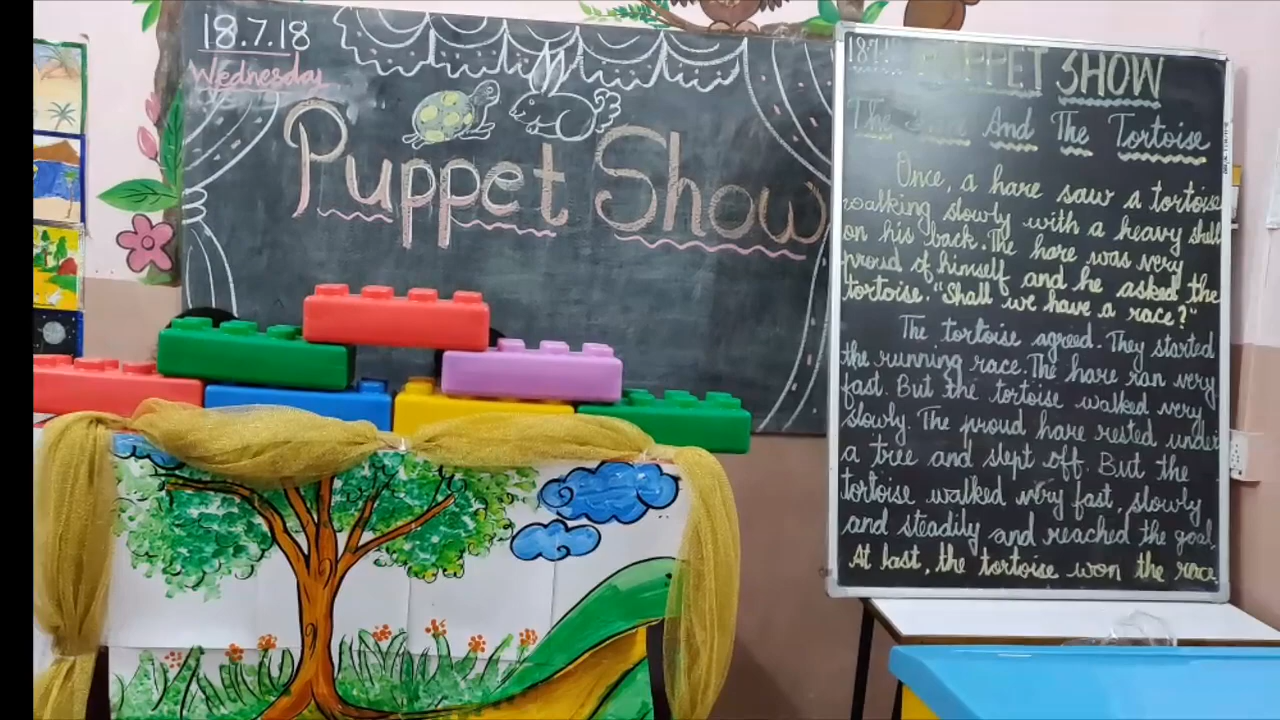 18.7.18
Wednesday
Puppet Show
PUPPET SHOW
The And The Tortoise
Once, a hare saw a tortoise
walking slowly with a heavy shell
on his back. The hare was very
proud of himself and he asked the
tortoise. "Shall we have a race?"
The tortoise agreed. They started
the running race. The hare ran very
fast. But the tortoise walked very
slowly. The proud hare rested under
a tree and slept off. But the
tortoise walked very fast, slowly
and steadily and reached the goal.
At last, the tortoise won the race